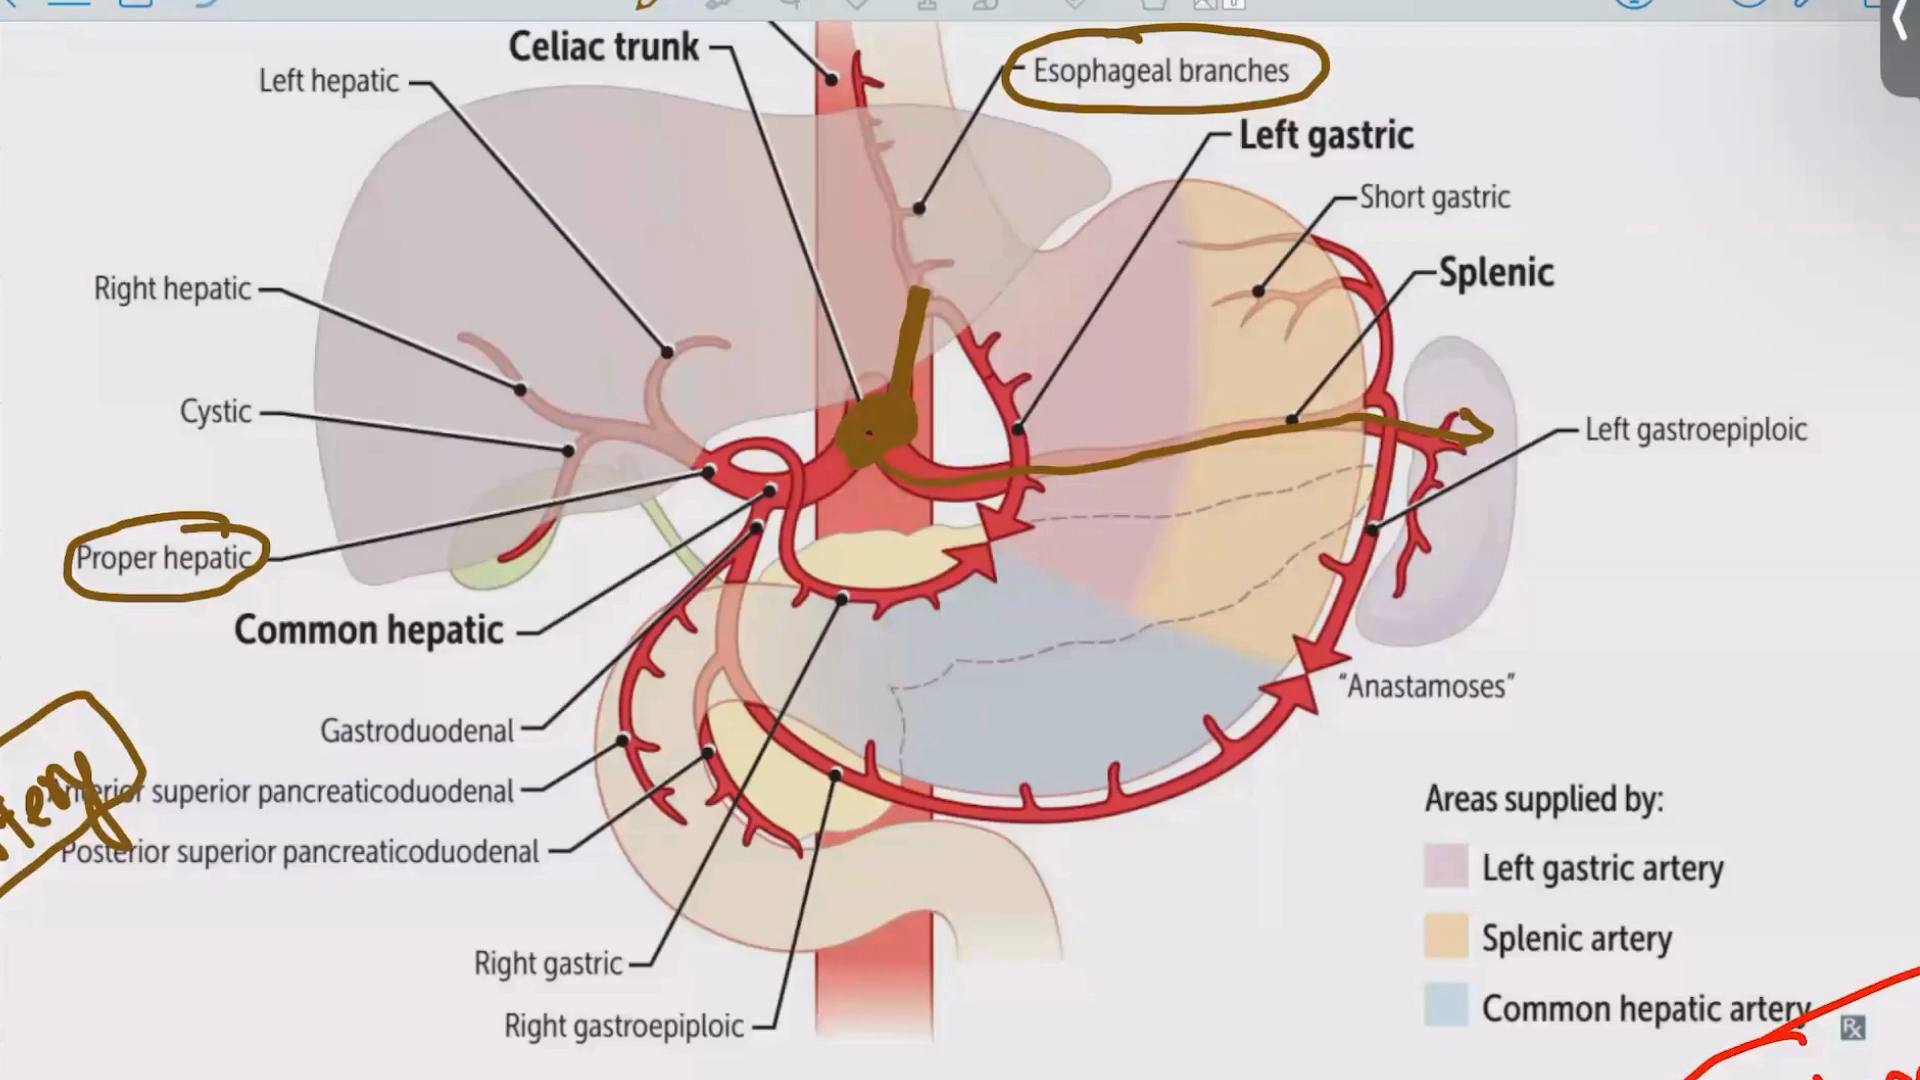 Celiac trunk
Esophageal branches
Left hepatic
Left gastric
Short gastric
Splenic
Right hepatic
Cystic
Left gastroepiploic
Proper hepatic
Common hepatic
"Anastamoses"
Gastroduodenal
superior pancreaticoduodenal
Posterior superior pancreaticoduodenal
Areas supplied by:
Left gastric artery
Splenic artery
Common hepatic artery
Right gastric
Right gastroepiploic
Rx